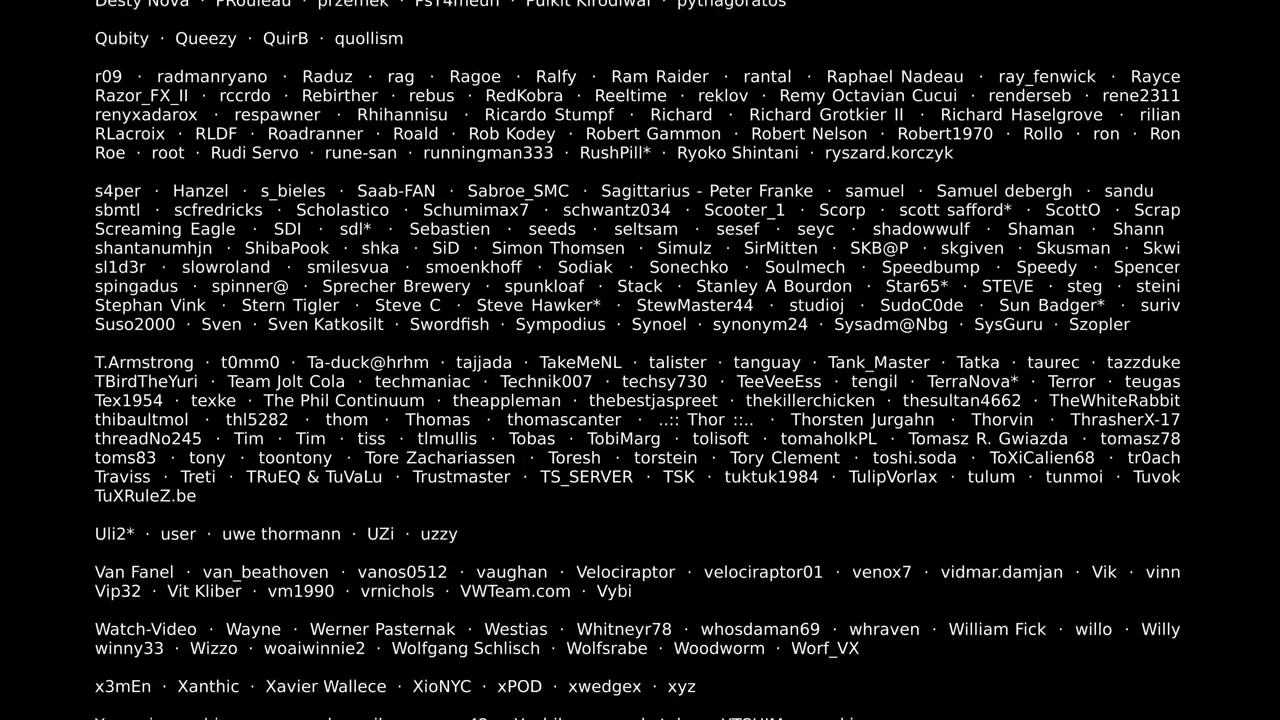 Desty Nova · PRouleau · przemek · PsT4meun · Pulkit Kirodiwal · pythagoratos
Qubity · Queezy · QuirB · quollism
r09 · radmanryano · Raduz · rag · Ragoe · Ralfy · Ram Raider · rantal · Raphael Nadeau · ray_fenwick · Rayce
Razor_FX_II · rccrdo · Rebirther · rebus · RedKobra · Reeltime · reklov · Remy Octavian Cucui · renderseb · rene2311
renyxadarox · respawner · Rhihannisu · Ricardo Stumpf · Richard · Richard Grotkier II · Richard Haselgrove · rilian
RLacroix · RLDF · Roadranner · Roald · Rob Kodey · Robert Gammon · Robert Nelson · Robert1970 · Rollo · ron · Ron
Roe · root · Rudi Servo · rune-san · runningman333 · RushPill* · Ryoko Shintani · ryszard.korczyk
s4per · Hanzel · s_bieles · Saab-FAN · Sabroe_SMC · Sagittarius - Peter Franke · samuel · Samuel debergh · sandu
sbmtl · scfredricks · Scholastico · Schumimax7 · schwantz034 · Scooter_1 · Scorp · scott safford* · ScottO · Scrap
Screaming Eagle · SDI · sdl* · Sebastien · seeds · seltsam · sesef · seyc · shadowwulf · Shaman · Shann
shantanumhjn · ShibaPook · shka · SiD · Simon Thomsen · Simulz · SirMitten · SKB@P · skgiven · Skusman · Skwi
sl1d3r · slowroland · smilesvua · smoenkhoff · Sodiak · Sonechko · Soulmech · Speedbump · Speedy · Spencer
spingadus · spinner@ · Sprecher Brewery · spunkloaf · Stack · Stanley A Bourdon · Star65* · STE\/E · steg · steini
Stephan Vink · Stern Tigler · Steve C · Steve Hawker* · StewMaster44 · studioj · SudoC0de · Sun Badger* · suriv
Suso2000 · Sven · Sven Katkosilt · Swordfish · Sympodius · Synoel · synonym24 · Sysadm@Nbg · SysGuru · Szopler
T.Armstrong · t0mm0 · Ta-duck@hrhm · tajjada · TakeMeNL · talister · tanguay · Tank_Master · Tatka · taurec · tazzduke
TBirdTheYuri · Team Jolt Cola · techmaniac · Technik007 · techsy730 · TeeVeeEss · tengil · TerraNova* · Terror · teugas
Tex1954 · texke · The Phil Continuum · theappleman · thebestjaspreet · thekillerchicken · thesultan4662 · TheWhiteRabbit
thibaultmol · thl5282 · thom · Thomas · thomascanter · ..:: Thor ::.. · Thorsten Jurgahn · Thorvin · ThrasherX-17
threadNo245 · Tim · Tim · tiss · tlmullis · Tobas · TobiMarg · tolisoft · tomaholkPL · Tomasz R. Gwiazda · tomasz78
toms83 · tony · toontony · Tore Zachariassen · Toresh · torstein · Tory Clement · toshi.soda · ToXiCalien68 · tr0ach
Traviss · Treti · TRuEQ & TuVaLu · Trustmaster · TS_SERVER · TSK · tuktuk1984 · TulipVorlax · tulum · tunmoi · Tuvok
TuXRuleZ.be
Uli2* · user · uwe thormann · UZi · uzzy
Van Fanel · van_beathoven · vanos0512 · vaughan · Velociraptor · velociraptor01 · venox7 · vidmar.damjan · Vik · vinn
Vip32 · Vit Kliber · vm1990 · vrnichols · VWTeam.com · Vybi
Watch-Video · Wayne · Werner Pasternak · Westias · Whitneyr78 · whosdaman69 · whraven · William Fick · willo · Willy
winny33 · Wizzo · woaiwinnie2 · Wolfgang Schlisch · Wolfsrabe · Woodworm · Worf_VX
x3mEn · Xanthic · Xavier Wallece · XioNYC · xPOD · xwedgex · xyz